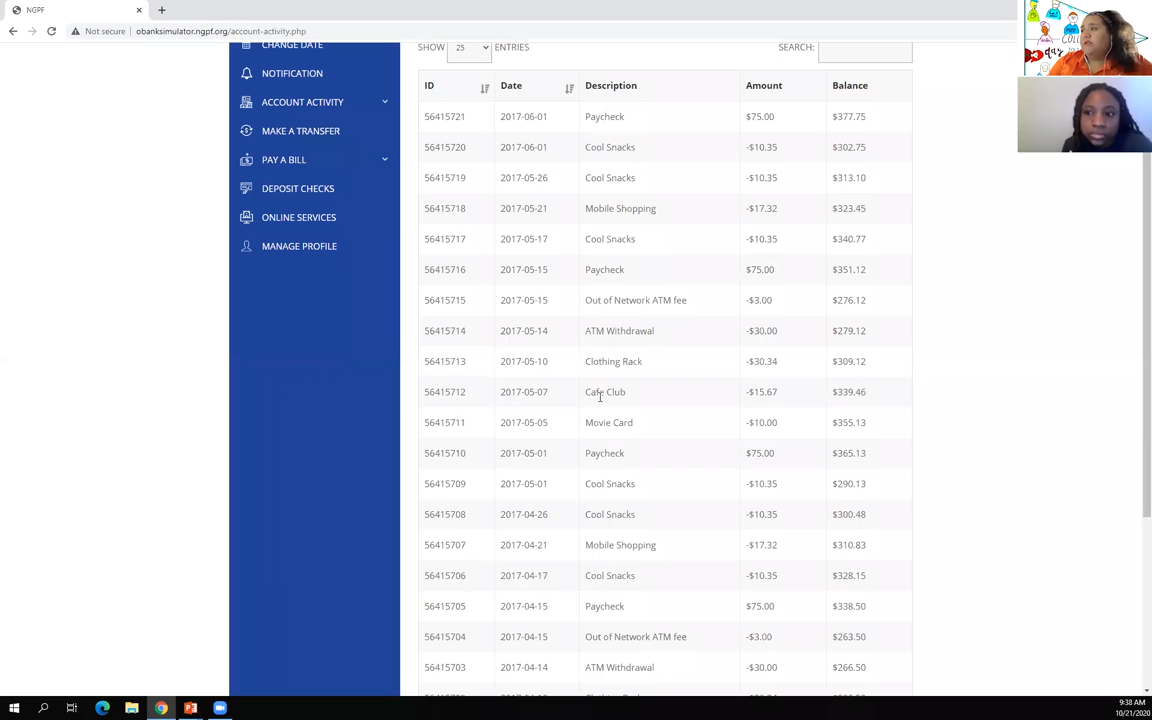 NGPF
Not secure obanksimulator.ngpf.org/account-activity.php
CHANGE DATE
NOTIFICATION
ACCOUNT ACTIVITY
MAKE A TRANSFER
PAY A BILL
DEPOSIT CHECKS
ONLINE SERVICES
MANAGE PROFILE
SHOW 25 ENTRIES SEARCH:
ID Date Description Amount Balance
56415721 2017-06-01 Paycheck $75.00 $377.75
56415720 2017-06-01 Cool Snacks -$10.35 $302.75
56415719 2017-05-26 Cool Snacks -$10.35 $313.10
56415718 2017-05-21 Mobile Shopping -$17.32 $323.45
56415717 2017-05-17 Cool Snacks -$10.35 $340.77
56415716 2017-05-15 Paycheck $75.00 $351.12
56415715 2017-05-15 Out of Network ATM fee -$3.00 $276.12
56415714 2017-05-14 ATM Withdrawal -$30.00 $279.12
56415713 2017-05-10 Clothing Rack -$30.34 $309.12
56415712 2017-05-07 Cafe Club -$15.67 $339.46
56415711 2017-05-05 Movie Card -$10.00 $355.13
56415710 2017-05-01 Paycheck $75.00 $365.13
56415709 2017-05-01 Cool Snacks -$10.35 $290.13
56415708 2017-04-26 Cool Snacks -$10.35 $300.48
56415707 2017-04-21 Mobile Shopping -$17.32 $310.83
56415706 2017-04-17 Cool Snacks -$10.35 $328.15
56415705 2017-04-15 Paycheck $75.00 $338.50
56415704 2017-04-15 Out of Network ATM fee -$3.00 $263.50
56415703 2017-04-14 ATM Withdrawal -$30.00 $266.50
9:38 AM
10/21/2020